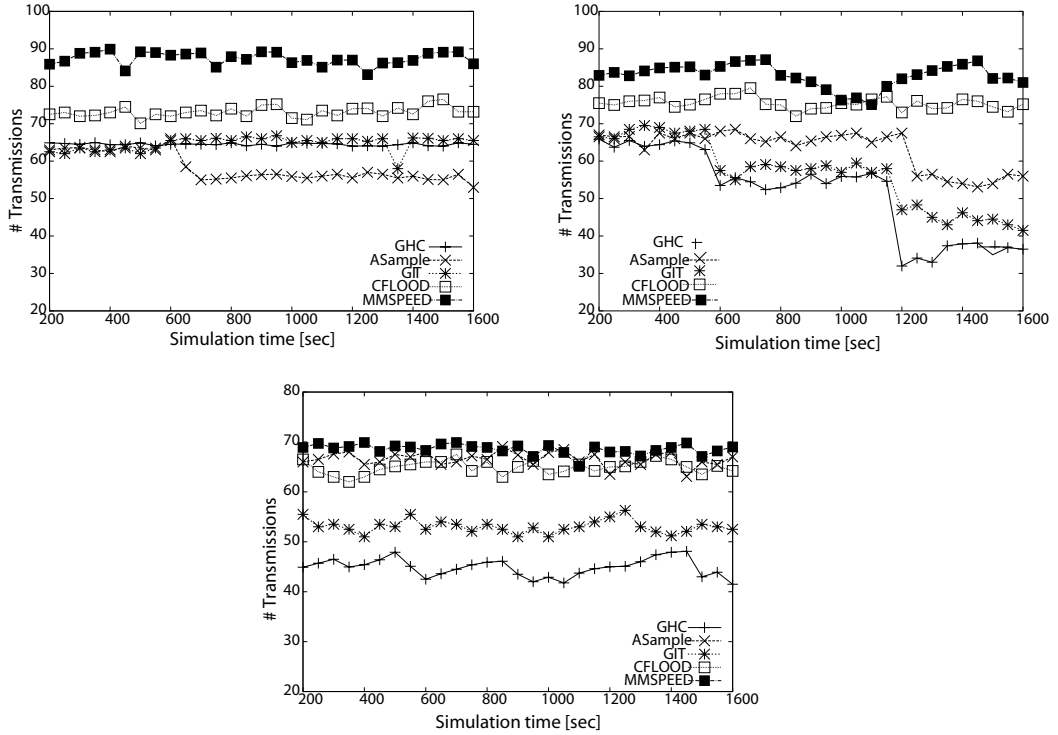 100
90
80
70
60
50
40
30
20
# Transmissions
200 400 600 800 1000 1200 1400 1600
Simulation time [sec]
GHC
ASample
GIT
CFLOOD
MMSPEED
100
90
80
70
60
50
40
30
20
# Transmissions
200 400 600 800 1000 1200 1400 1600
Simulation time [sec]
GHC
ASample
GIT
CFLOOD
MMSPEED
80
70
60
50
40
30
20
# Transmissions
200 400 600 800 1000 1200 1400 1600
Simulation time [sec]
GHC
ASample
GIT
CFLOOD
MMSPEED